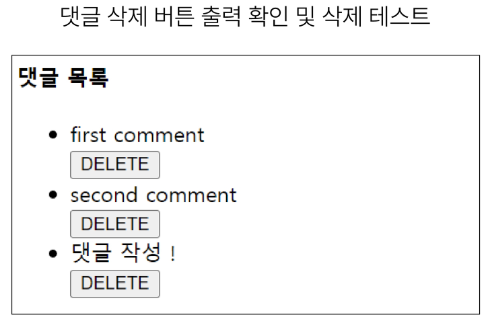 댓글 삭제 버튼 출력 확인 및 삭제 테스트
댓글 목록
first comment
DELETE
second comment
DELETE
댓글 작성 !
DELETE